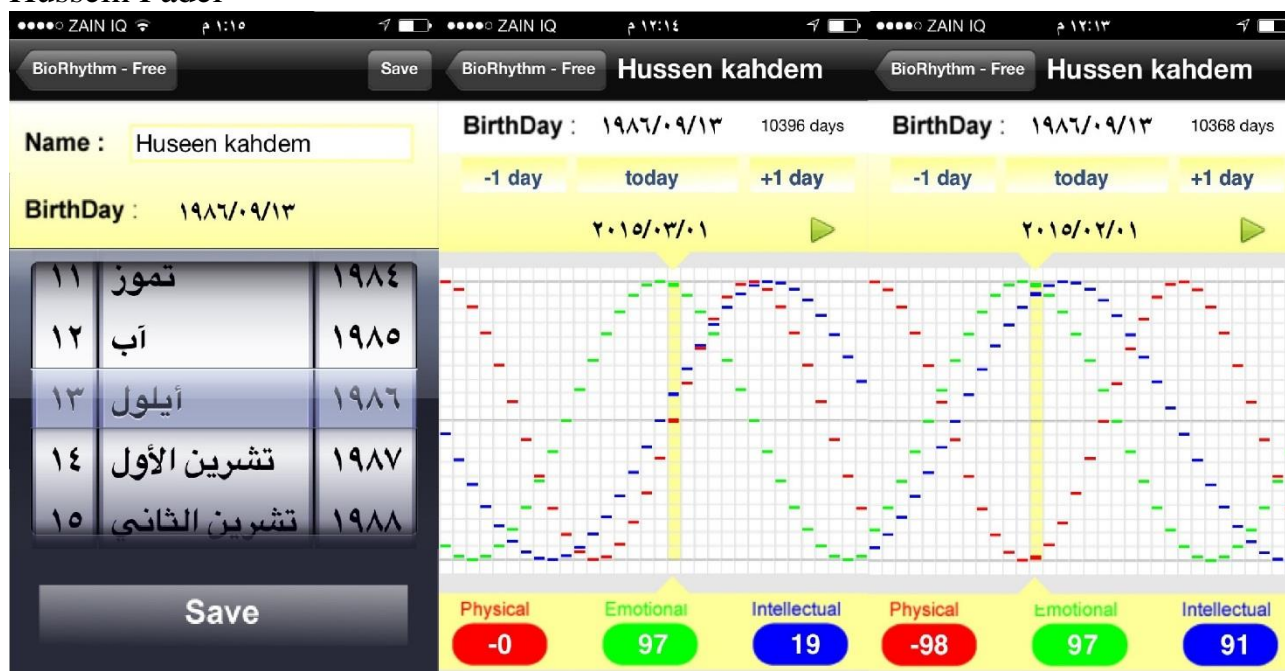 ZAIN IQ ١:١٥ م
BioRhythm - Free Save
Name : Huseen kahdem
BirthDay : ١٩٨٦/٠٩/١٣
١١ تموز ١٩٨٤
١٢ آب ١٩٨٥
١٣ أيلول ١٩٨٦
١٤ تشرين الأول ١٩٨٧
١٥ تشرين الثاني ١٩٨٨
Save
ZAIN IQ ١٢:١٤ م
BioRhythm - Free Hussen kahdem
BirthDay : ١٩٨٦/٠٩/١٣ 10396 days
-1 day today +1 day
٢٠١٥/٠٣/٠١
Physical Emotional Intellectual
-0 97 19
ZAIN IQ ١٢:١٣ م
BioRhythm - Free Hussen kahdem
BirthDay : ١٩٨٦/٠٩/١٣ 10368 days
-1 day today +1 day
٢٠١٥/٠٢/٠١
Physical Emotional Intellectual
-98 97 91